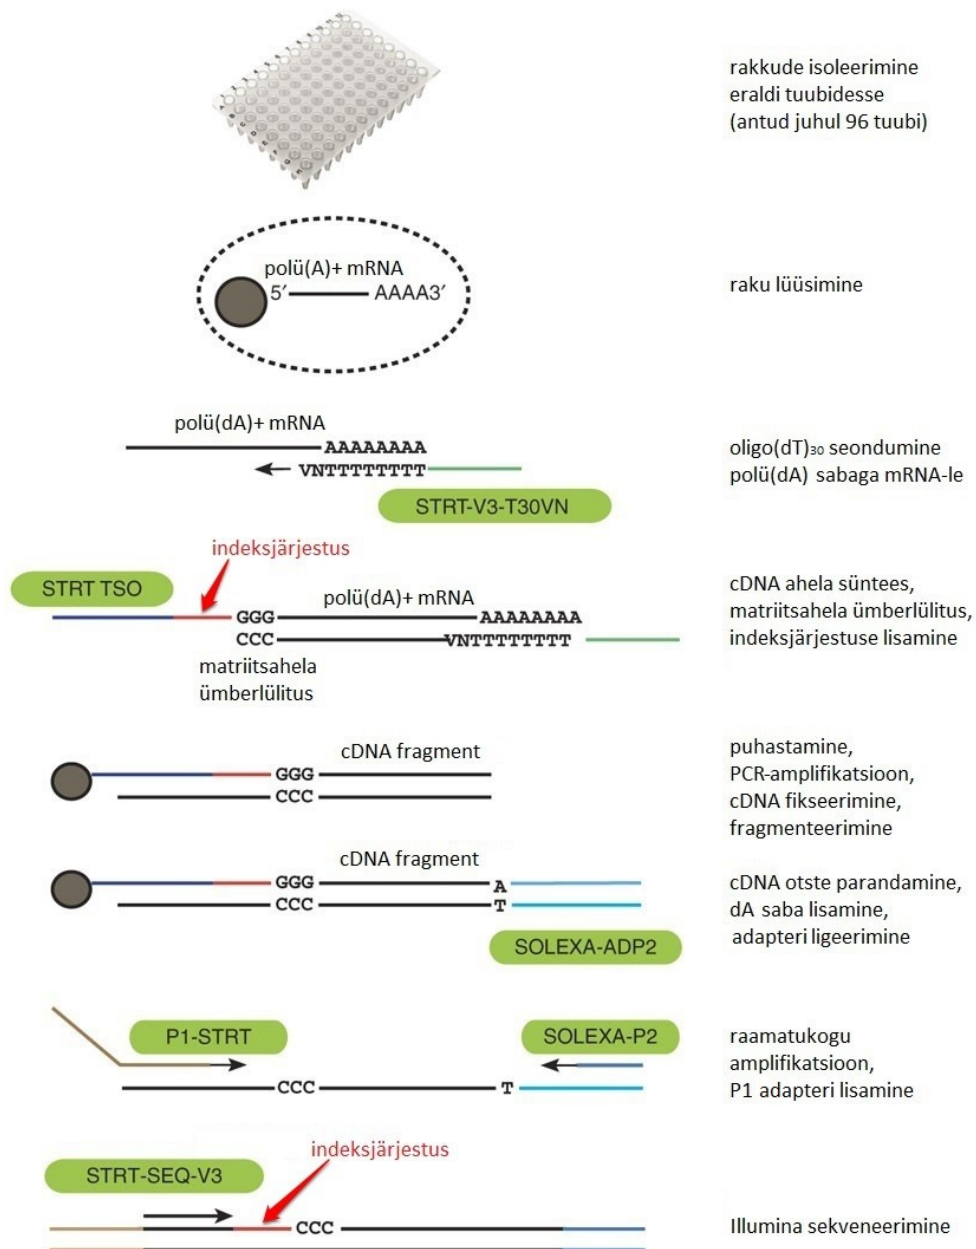 rakkude isoleerimine
eraldi tuubidesse
(antud juhul 96 tuubi)
polü(A)+ mRNA
5′ AAAA3′
raku lüüsimine
polü(dA)+ mRNA
AAAAAAAA
VNTTTTTTTTT
STRT-V3-T30VN
oligo(dT)₃₀ seondumine
polü(dA) sabaga mRNA-le
indeksjärjestus
STRT TSO
polü(dA)+ mRNA
GGG AAAAAAAA
CCC VNTTTTTTTTT
matriitsahela
ümberlülitus
cDNA ahela süntees,
matriitsahela ümberlülitus,
indeksjärjestuse lisamine
cDNA fragment
GGG
CCC
puhastamine,
PCR-amplifikatsioon,
cDNA fikseerimine,
fragmenteerimine
cDNA fragment
GGG A
CCC T
SOLEXA-ADP2
cDNA otste parandamine,
dA saba lisamine,
adapteri ligeerimine
P1-STRT
SOLEXA-P2
CCC T
raamatukogu
amplifikatsioon,
P1 adapteri lisamine
indeksjärjestus
STRT-SEQ-V3
CCC
Illumina sekveneerimine